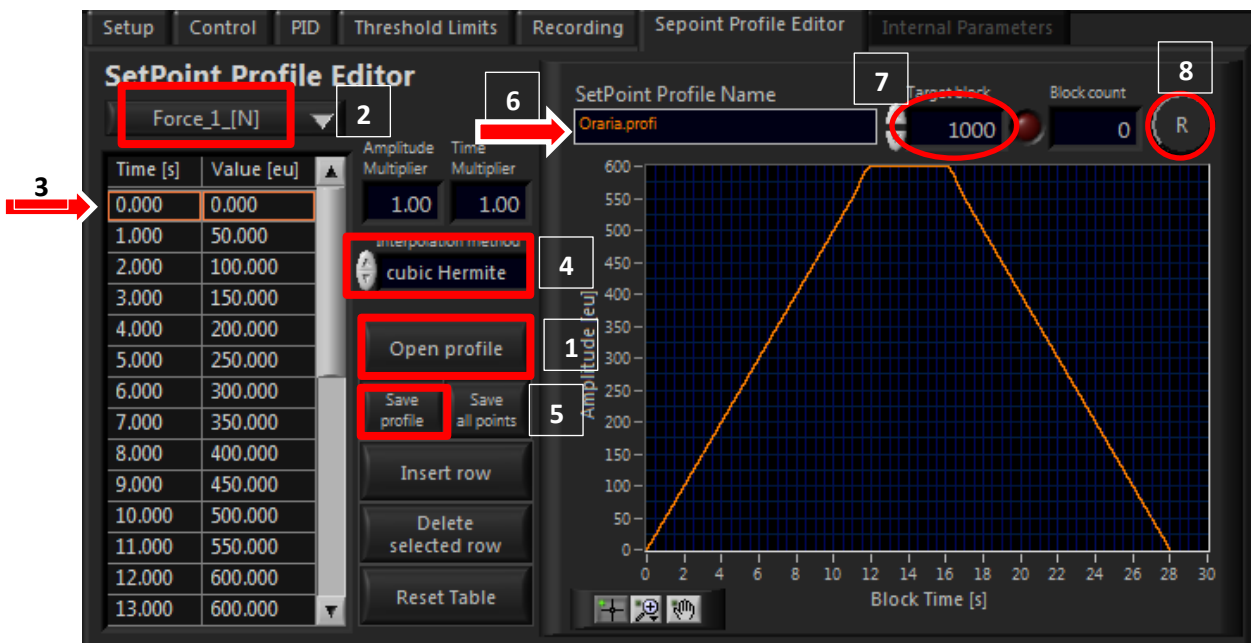 Setup Control PID Threshold Limits Recording Sepoint Profile Editor Internal Parameters
SetPoint Profile Editor
Force_1_[N]
2
3
Time [s] Value [eu]
0.000 0.000
1.000 50.000
2.000 100.000
3.000 150.000
4.000 200.000
5.000 250.000
6.000 300.000
7.000 350.000
8.000 400.000
9.000 450.000
10.000 500.000
11.000 550.000
12.000 600.000
13.000 600.000
Amplitude Multiplier
Time Multiplier
1.00 1.00
Interpolation method
cubic Hermite
4
Open profile
1
Save profile
Save all points
5
Insert row
Delete
selected row
Reset Table
6
SetPoint Profile Name
Oraria.profi
7
Target block
1000
Block count
0
8
R
Amplitude [eu]
600
550
500
450
400
350
300
250
200
150
100
50
0
0 2 4 6 8 10 12 14 16 18 20 22 24 26 28 30
Block Time [s]